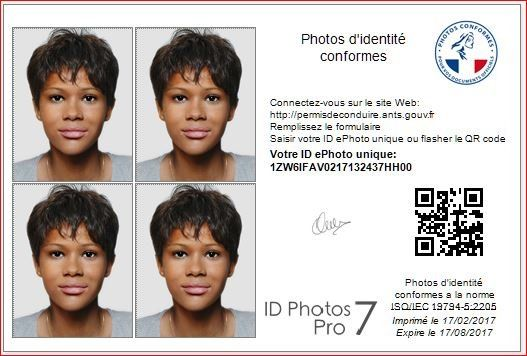 Photos d'identité
conformes
PHOTOS CONFORMES
POUR VOS DOCUMENTS OFFICIELS
Connectez-vous sur le site Web:
http://permisdeconduire.ants.gouv.fr
Remplissez le formulaire
Saisir votre ID ePhoto unique ou flasher le QR code
Votre ID ePhoto unique:
1ZW6IFAV0217132437HH00
Photos d'identité
conformes a la norme
ISO/IEC 19794-5:2205
Imprimé le 17/02/2017
Expire le 17/08/2017
ID Photos
Pro 7